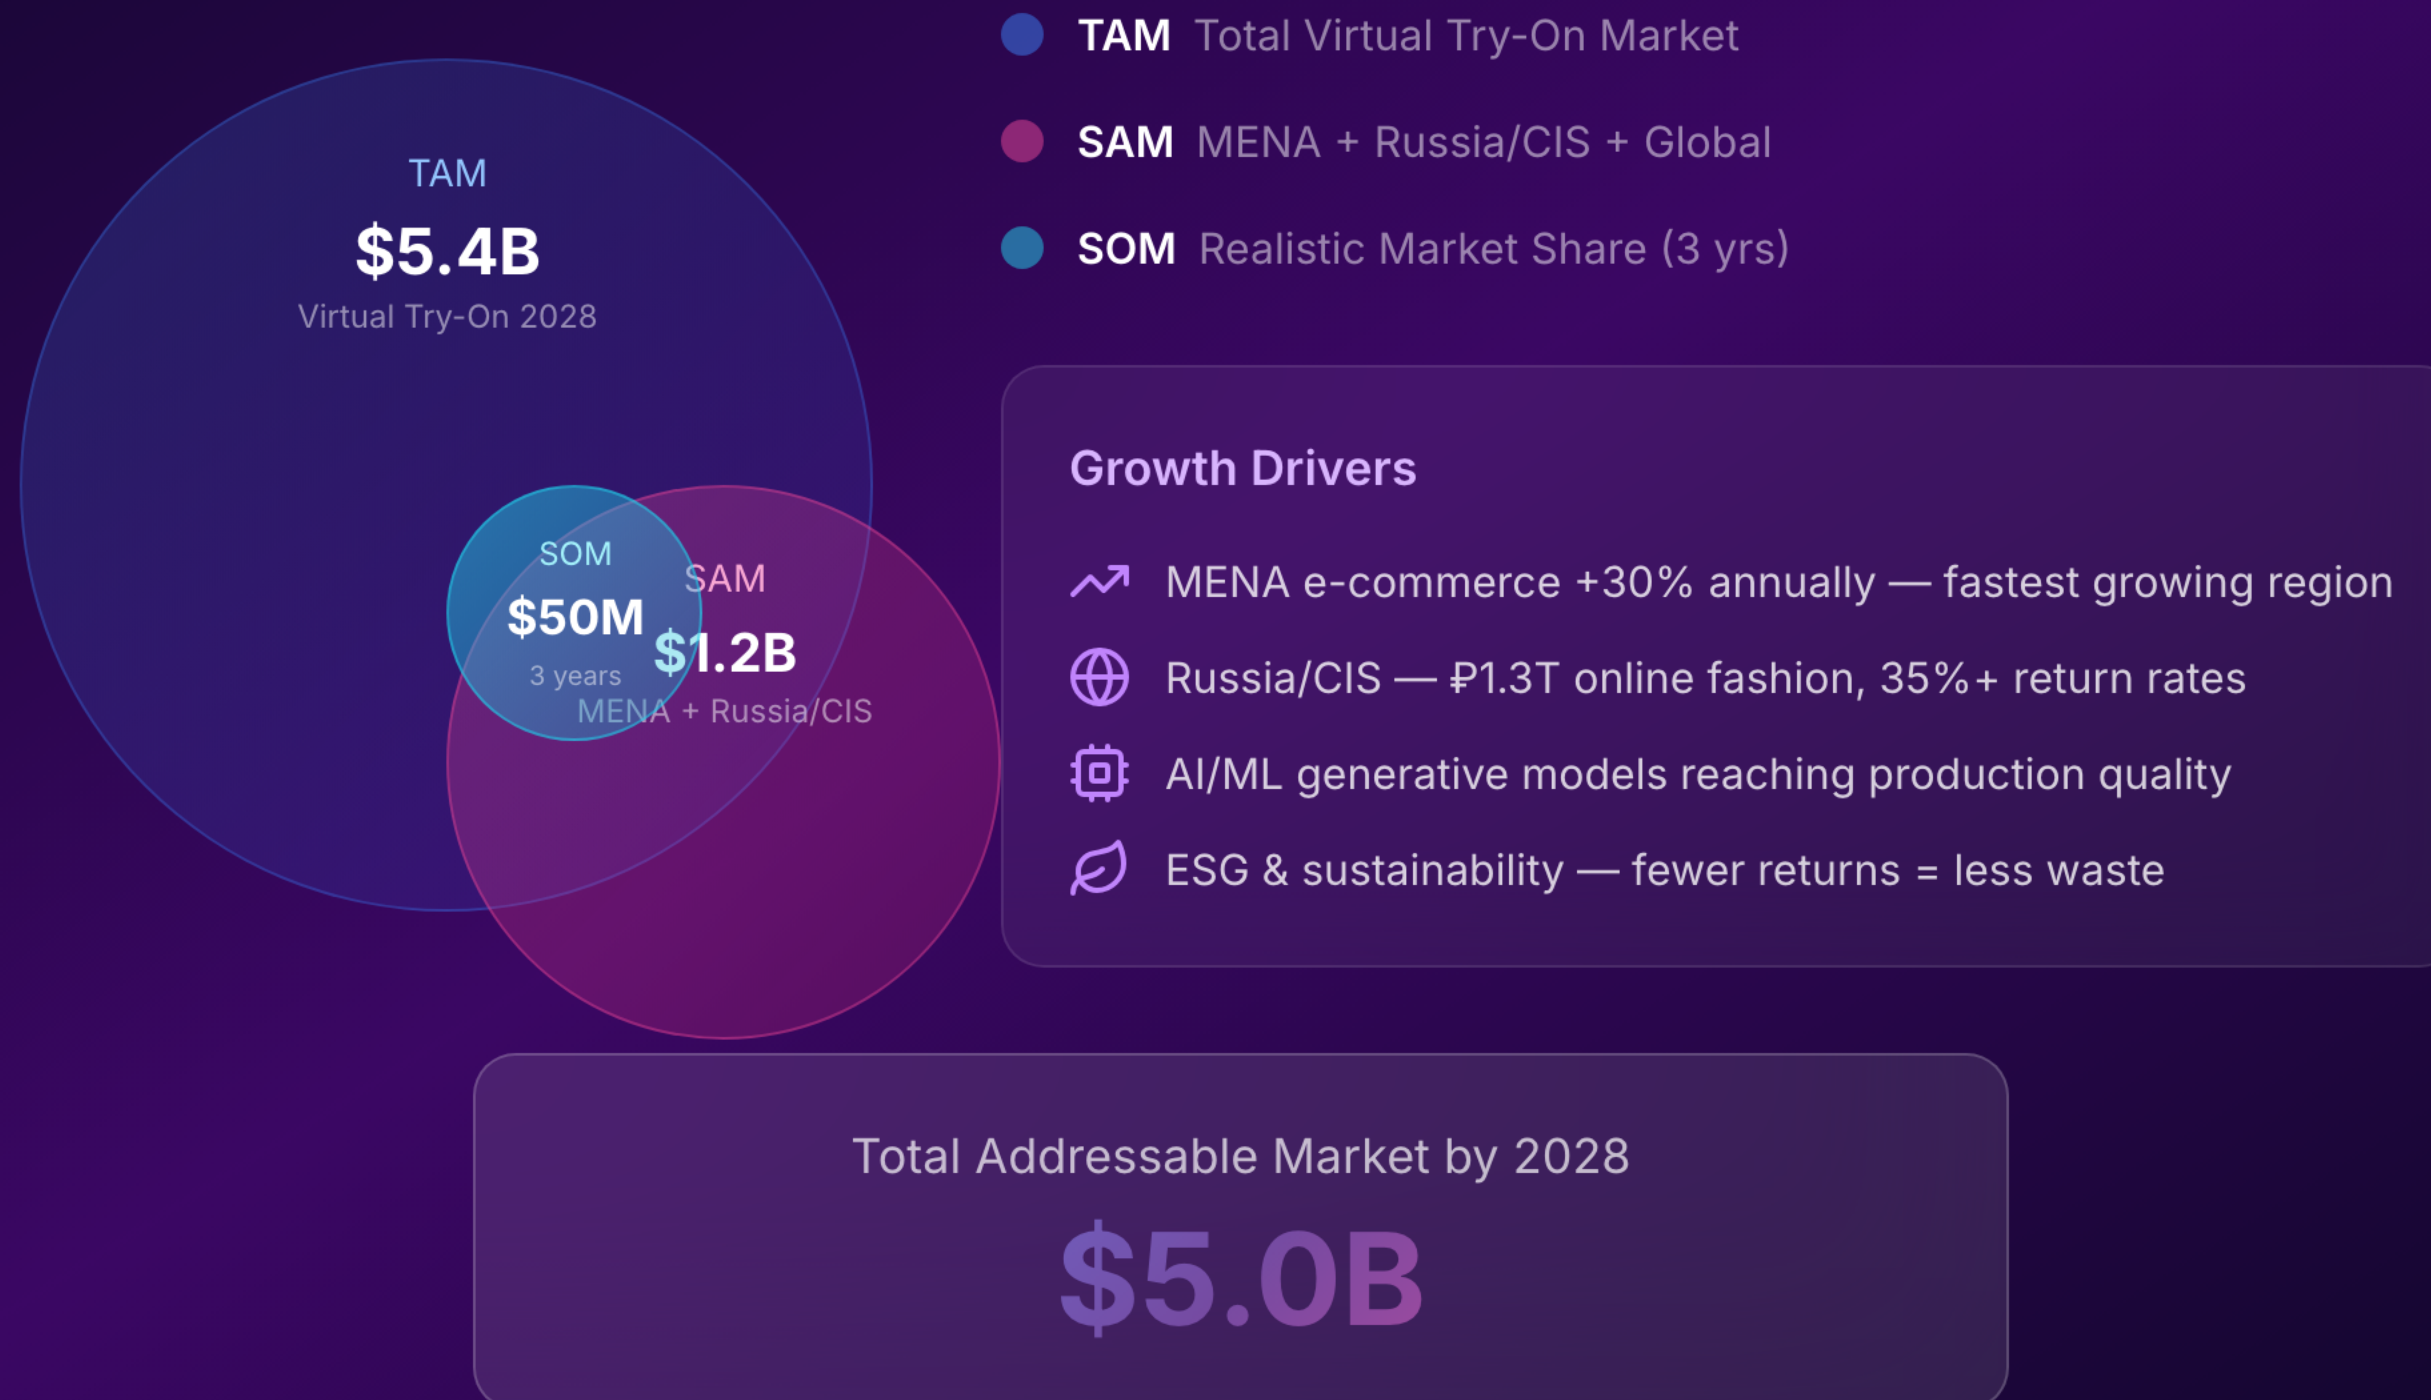 TAM
$5.4B
Virtual Try-On 2028
SOM
$50M
3 years
SAM
$1.2B
MENA + Russia/CIS
TAM Total Virtual Try-On Market
SAM MENA + Russia/CIS + Global
SOM Realistic Market Share (3 yrs)
Growth Drivers
MENA e-commerce +30% annually — fastest growing region
Russia/CIS — ₽1.3T online fashion, 35%+ return rates
AI/ML generative models reaching production quality
ESG & sustainability — fewer returns = less waste
Total Addressable Market by 2028
$5.0B